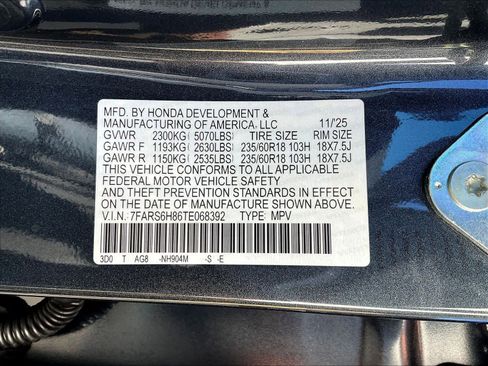 MFD. BY HONDA DEVELOPMENT &
MANUFACTURING OF AMERICA, LLC 11/'25
GVWR 2300KG( 5070LBS) TIRE SIZE RIM SIZE
GAWR F 1193KG( 2630LBS) 235/60R18 103H 18X7.5J
GAWR R 1150KG( 2535LBS) 235/60R18 103H 18X7.5J
THIS VEHICLE CONFORMS TO ALL APPLICABLE
FEDERAL MOTOR VEHICLE SAFETY
AND THEFT PREVENTION STANDARDS IN EFFECT
ON THE DATE OF MANUFACTURE SHOWN ABOVE.
V.I.N. 7FARS6H86TE068392 TYPE MPV
3D0 T AG8 -NH904M -S -E